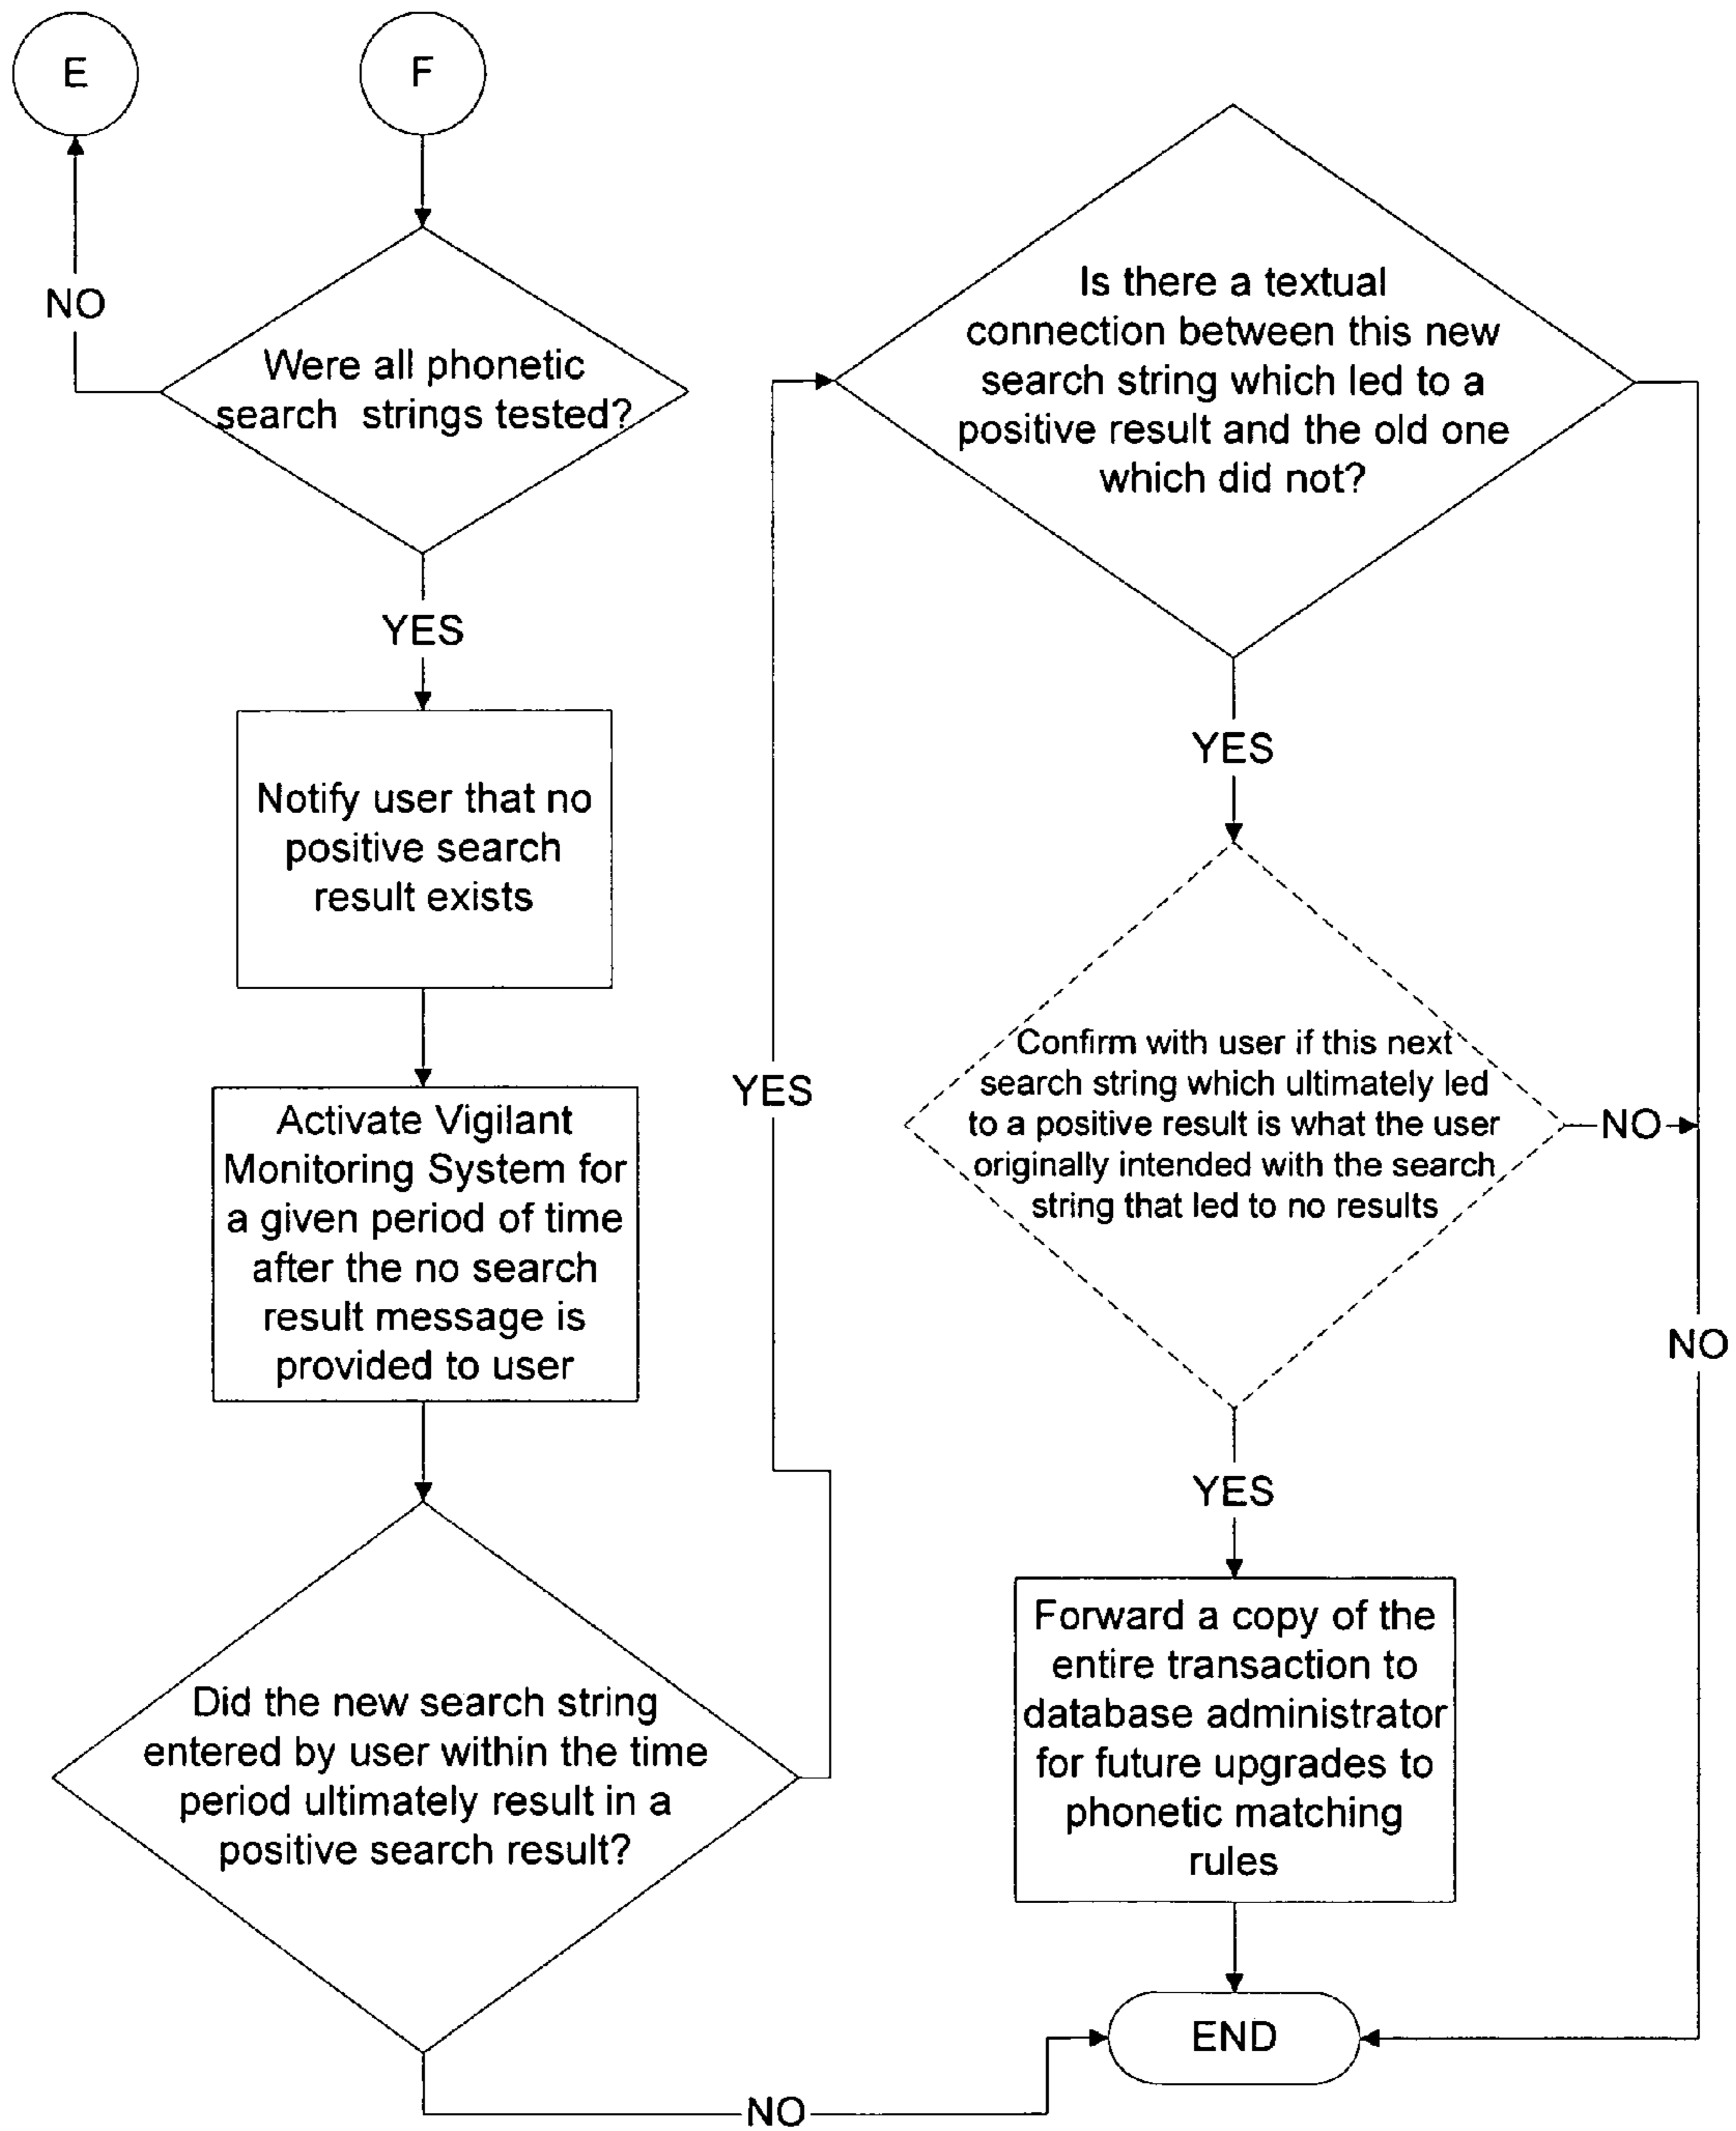 E
F
NO
Were all phonetic
search strings tested?
YES
Notify user that no
positive search
result exists
Activate Vigilant
Monitoring System for
a given period of time
after the no search
result message is
provided to user
Did the new search string
entered by user within the time
period ultimately result in a
positive search result?
YES
NO
Is there a textual
connection between this new
search string which led to a
positive result and the old one
which did not?
YES
Confirm with user if this next
search string which ultimately led
to a positive result is what the user
originally intended with the search
string that led to no results
NO
NO
YES
Forward a copy of the
entire transaction to
database administrator
for future upgrades to
phonetic matching
rules
END